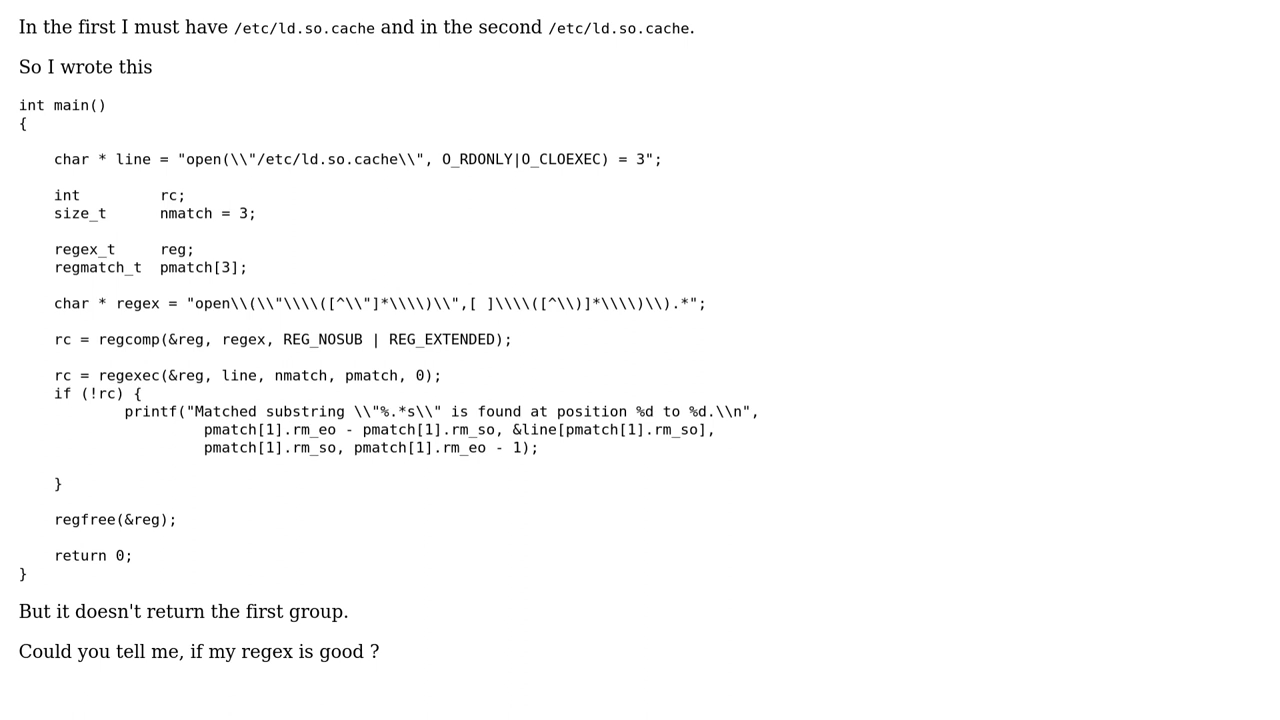 In the first I must have /etc/ld.so.cache and in the second /etc/ld.so.cache.
So I wrote this
int main()
{
    char * line = "open(\\"/etc/ld.so.cache\\", O_RDONLY|O_CLOEXEC) = 3";
    int         rc;
    size_t      nmatch = 3;
    regex_t     reg;
    regmatch_t  pmatch[3];
    char * regex = "open\\(\\"\\\\([^\\"]*\\\\)\\",[ ]\\\\([^\\)]*\\\\)\\).*";
    rc = regcomp(&reg, regex, REG_NOSUB | REG_EXTENDED);
    rc = regexec(&reg, line, nmatch, pmatch, 0);
    if (!rc) {
            printf("Matched substring \\"%.*s\\" is found at position %d to %d.\\n",
                     pmatch[1].rm_eo - pmatch[1].rm_so, &line[pmatch[1].rm_so],
                     pmatch[1].rm_so, pmatch[1].rm_eo - 1);
    }
    regfree(&reg);
    return 0;
}
But it doesn't return the first group.
Could you tell me, if my regex is good ?